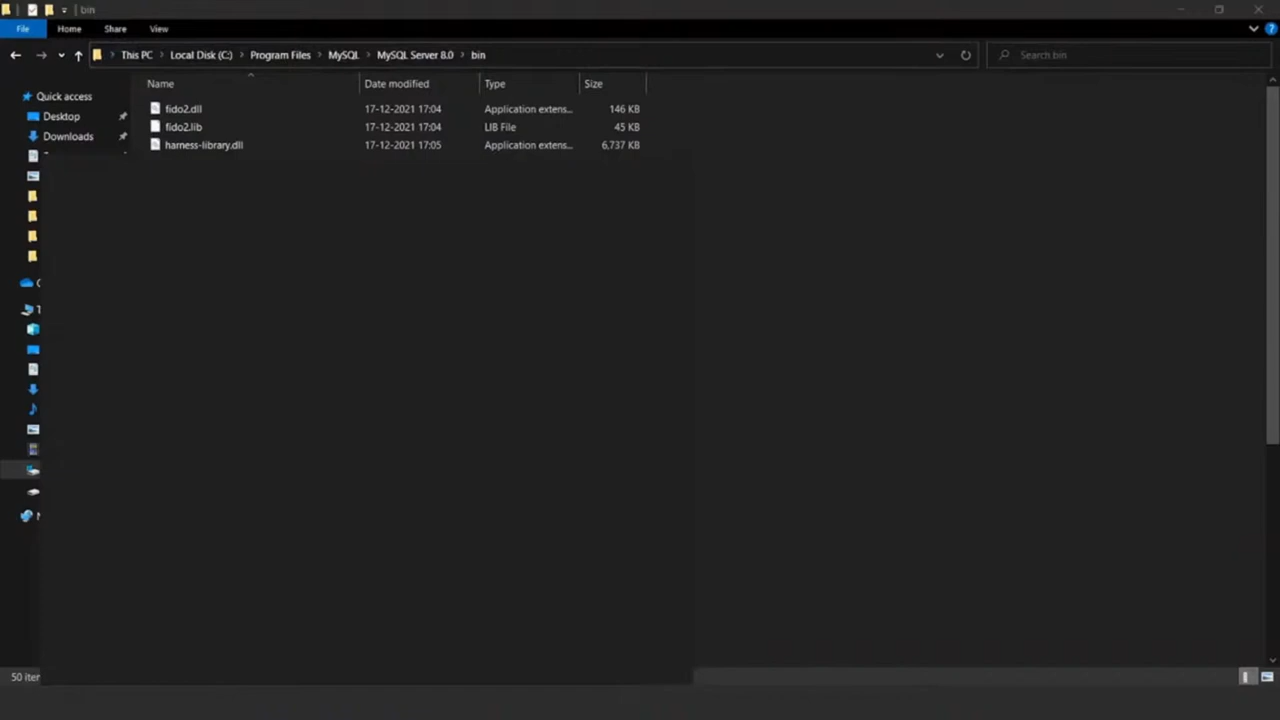 bin
File Home Share View
This PC Local Disk (C:) Program Files MySQL MySQL Server 8.0 bin Search bin
Name Date modified Type Size
Quick access
fido2.dll 17-12-2021 17:04 Application extens... 146 KB
Desktop
fido2.lib 17-12-2021 17:04 LIB File 45 KB
Downloads
harness-library.dll 17-12-2021 17:05 Application extens... 6,737 KB
50